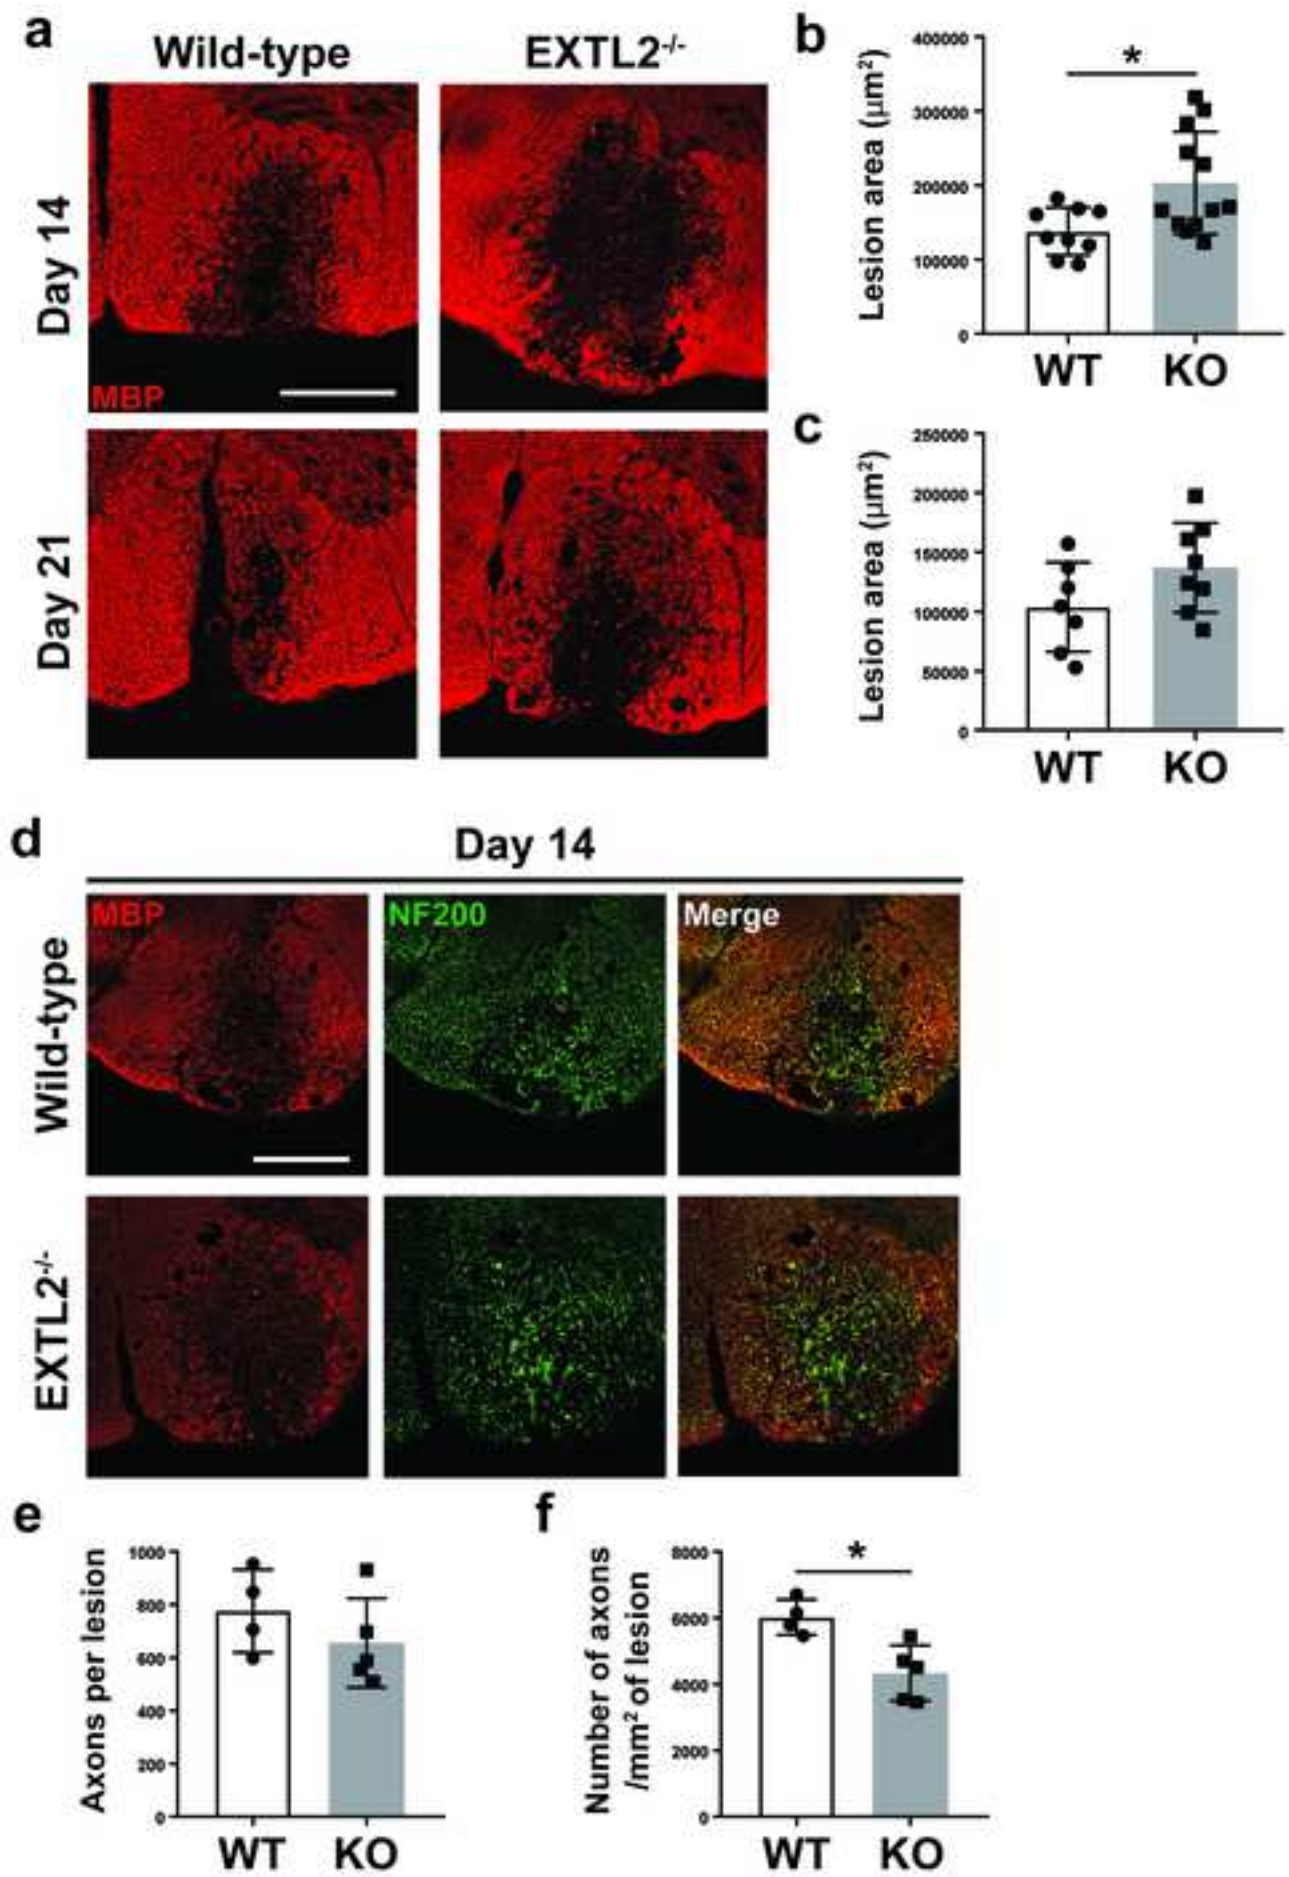 a
Wild-type
EXTL2-/-
Day 14
MBP
Day 21
b
Lesion area (μm2)
400000
300000
200000
100000
0
*
WT
KO
c
Lesion area (μm2)
250000
200000
150000
100000
50000
0
WT
KO
d
Day 14
Wild-type
MBP
NF200
Merge
EXTL2-/-
e
Axons per lesion
1000
800
600
400
200
0
WT
KO
f
Number of axons
/mm2 of lesion
8000
6000
4000
2000
0
*
WT
KO